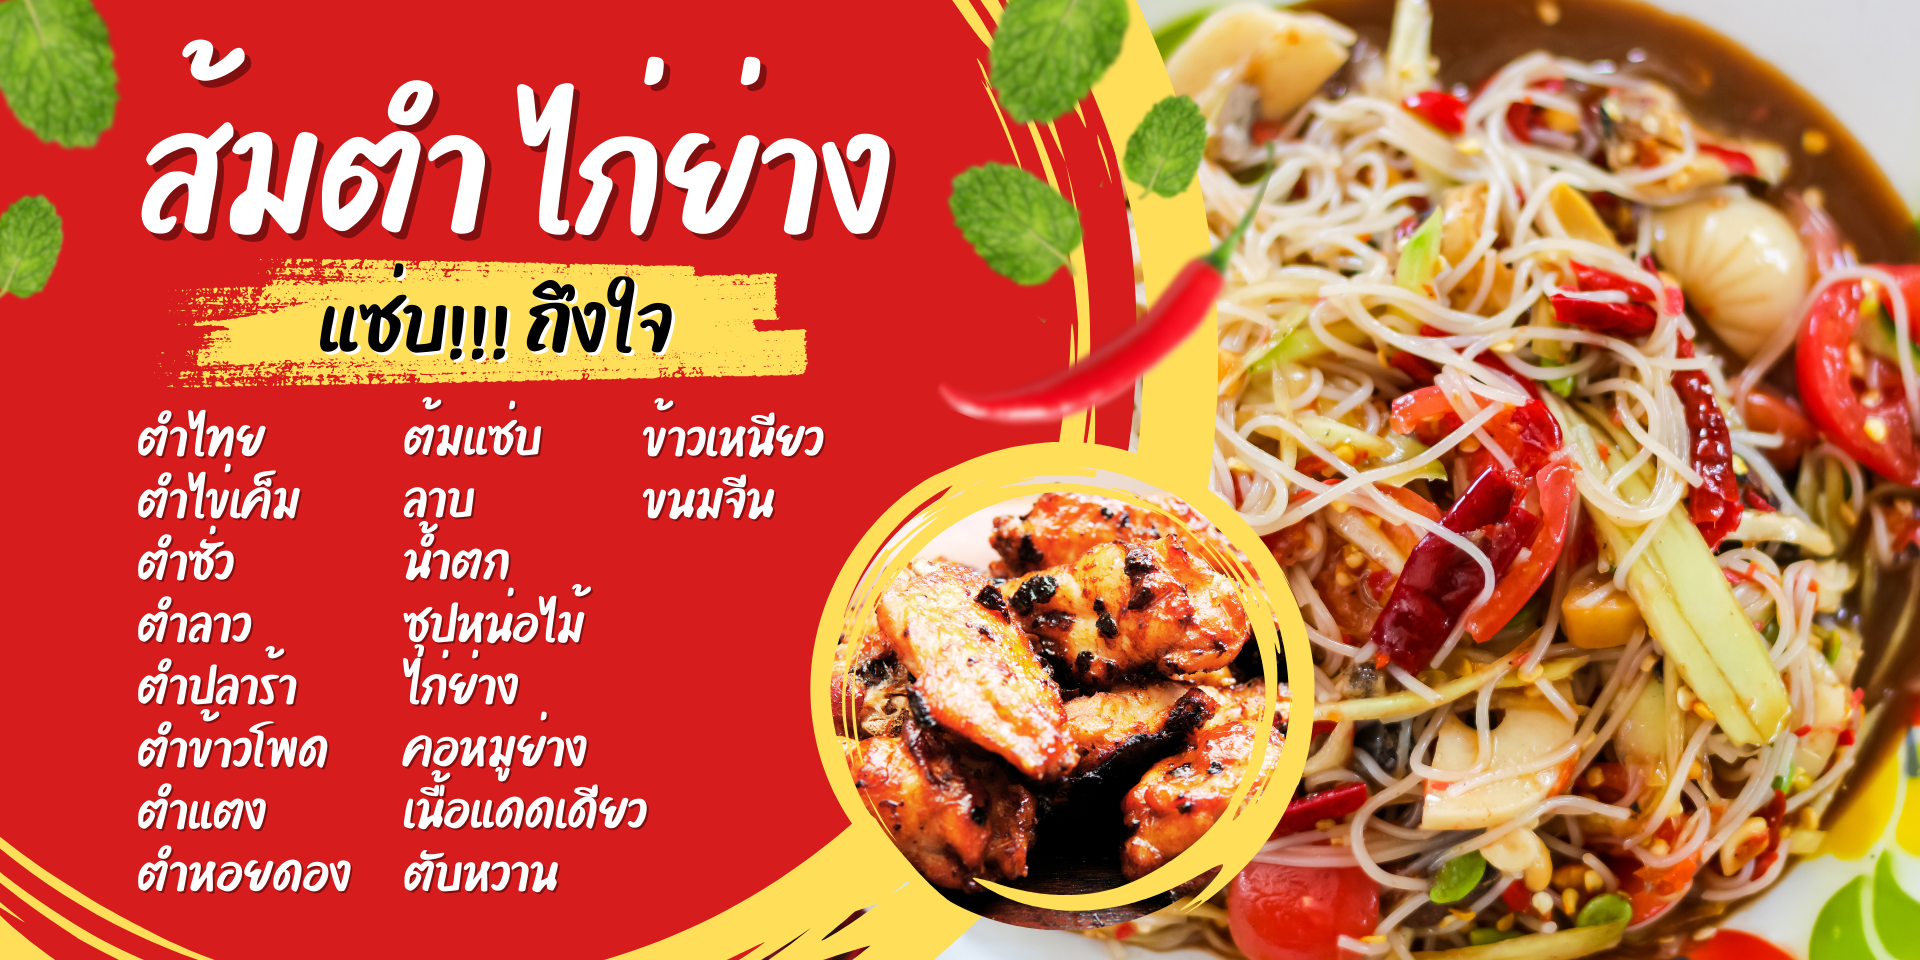 ส้มตำ ไก่ย่าง
แซ่บ!!! ถึงใจ
ตำไทย
ตำไข่เค็ม
ตำซั่ว
ตำลาว
ตำปลาร้า
ตำข้าวโพด
ตำแตง
ตำหอยดอง
ต้มแซ่บ
ลาบ
น้ำตก
ซุปหน่อไม้
ไก่ย่าง
คอหมูย่าง
เนื้อแดดเดียว
ตับหวาน
ข้าวเหนียว
ขนมจีน